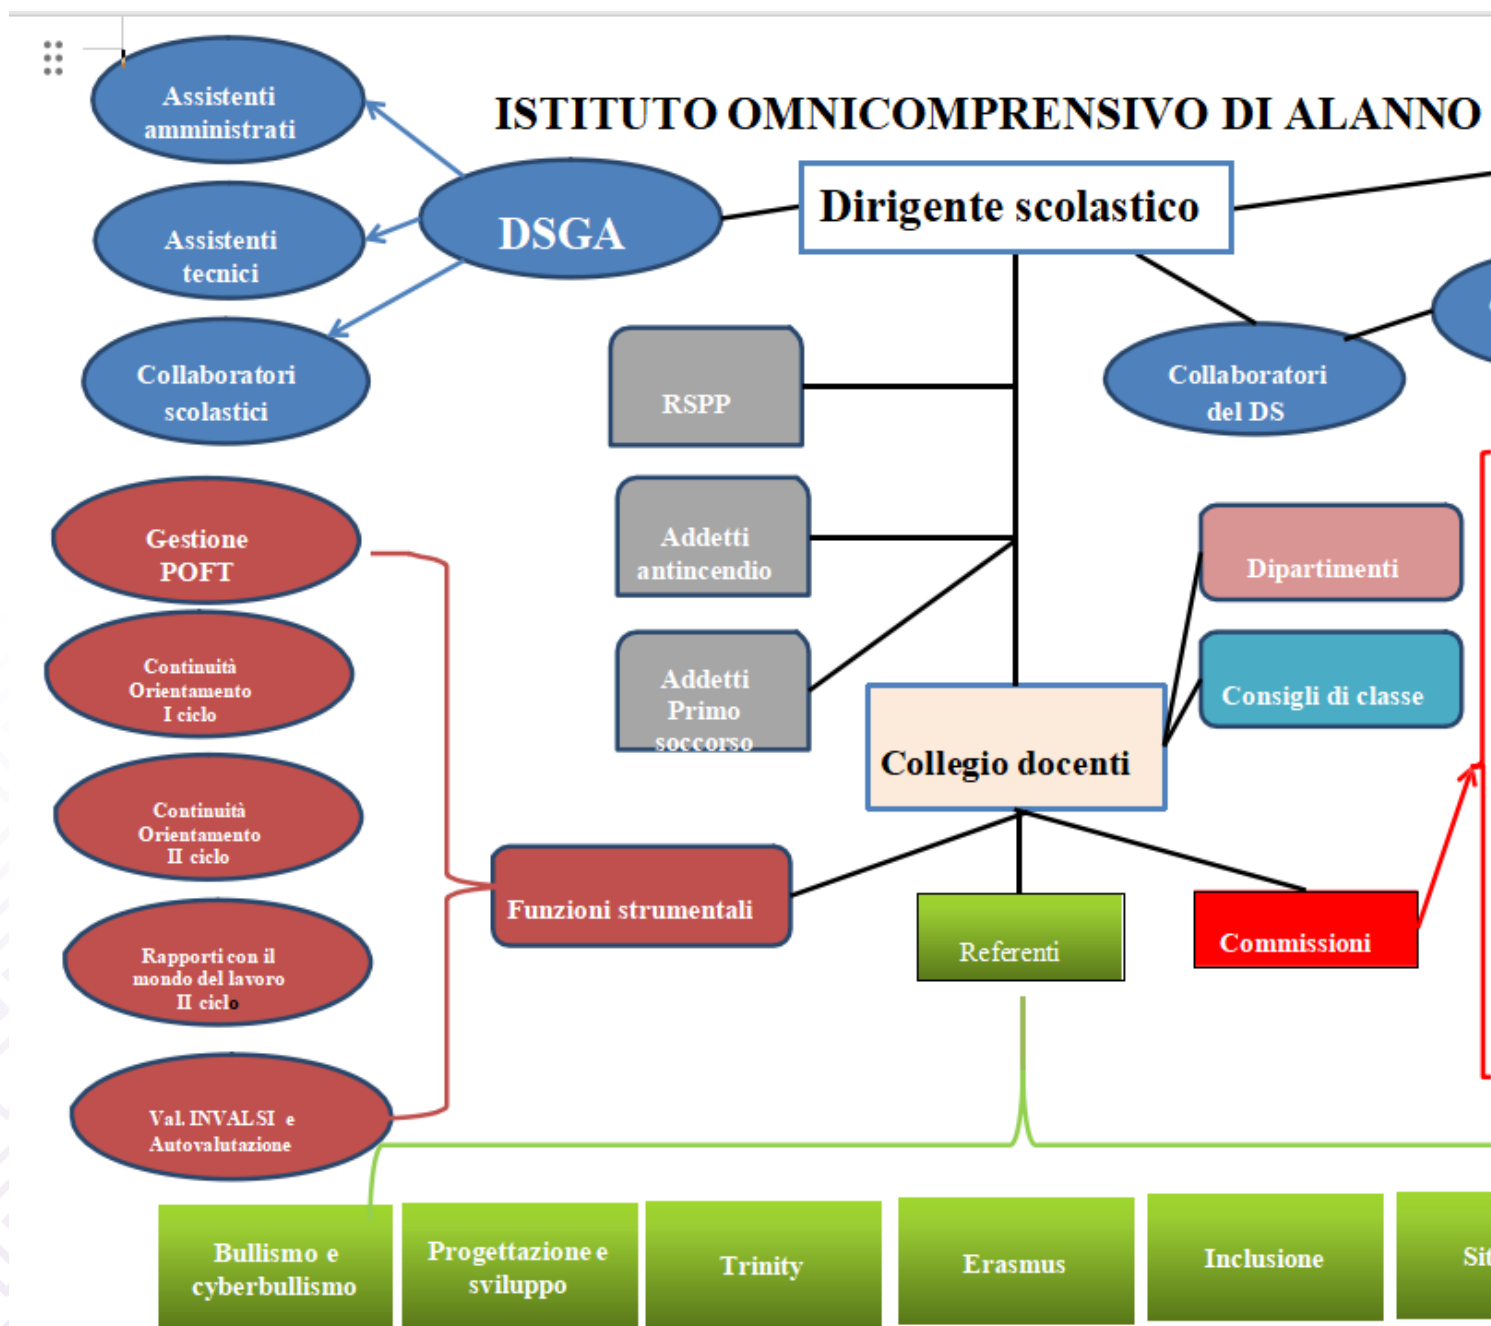 ISTITUTO OMNICOMPRENSIVO DI ALANNO
Assistenti
amministrati
Dirigente scolastico
DSGA
Assistenti
tecnici
Collaboratori
scolastici
Collaboratori
del DS
RSPP
Gestione
POFT
Addetti
antincendio
Dipartimenti
Continuità
Orientamento
I ciclo
Addetti
Primo
soccorso
Consigli di classe
Collegio docenti
Continuità
Orientamento
II ciclo
Funzioni strumentali
Referenti
Commissioni
Rapporti con il
mondo del lavoro
II ciclo
Val. INVALSI e
Autovalutazione
Bullismo e
cyberbullismo
Progettazione e
sviluppo
Trinity
Erasmus
Inclusione